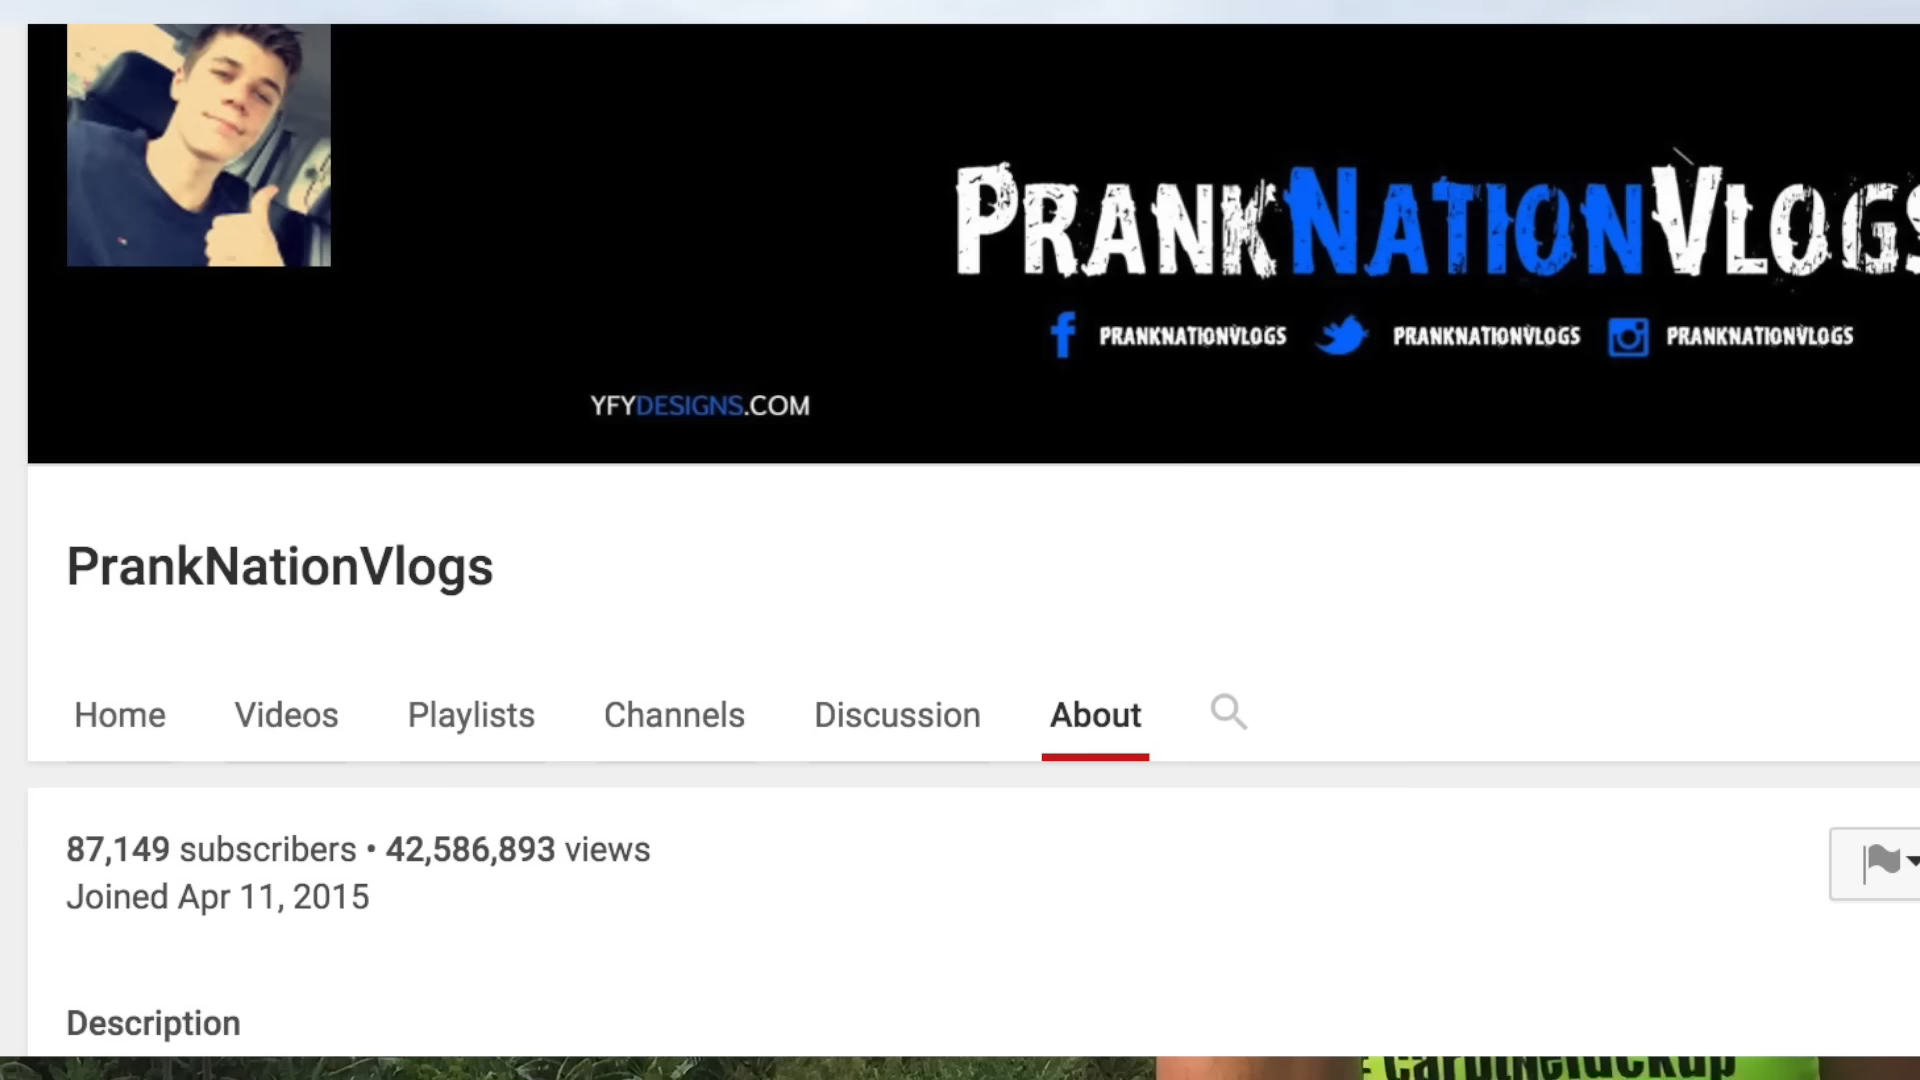 PRANKNATIONVLOGS
PRANKNATIONVLOGS PRANKNATIONVLOGS PRANKNATIONVLOGS
YFYDESIGNS.COM
PrankNationVlogs
Home Videos Playlists Channels Discussion About
87,149 subscribers • 42,586,893 views
Joined Apr 11, 2015
Description